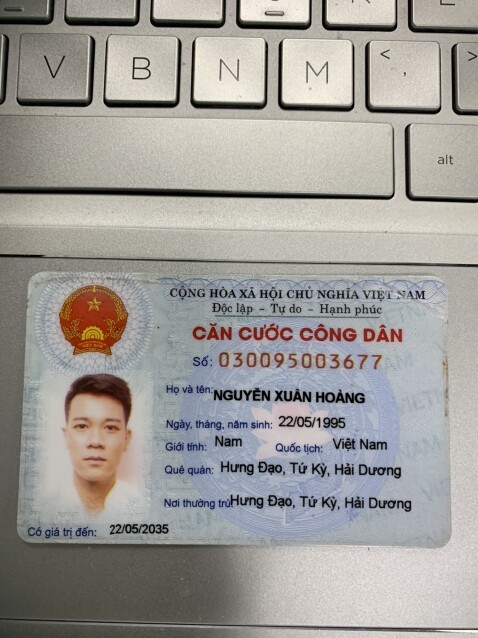 V B N M < , >
alt
CỘNG HÒA XÃ HỘI CHỦ NGHĨA VIỆT NAM
Độc lập - Tự do - Hạnh phúc
CĂN CƯỚC CÔNG DÂN
Số: 030095003677
Họ và tên: NGUYỄN XUÂN HOÀNG
Ngày, tháng, năm sinh: 22/05/1995
Giới tính: Nam Quốc tịch: Việt Nam
Quê quán: Hưng Đạo, Tứ Kỳ, Hải Dương
Nơi thường trú: Hưng Đạo, Tứ Kỳ, Hải Dương
Có giá trị đến: 22/05/2035